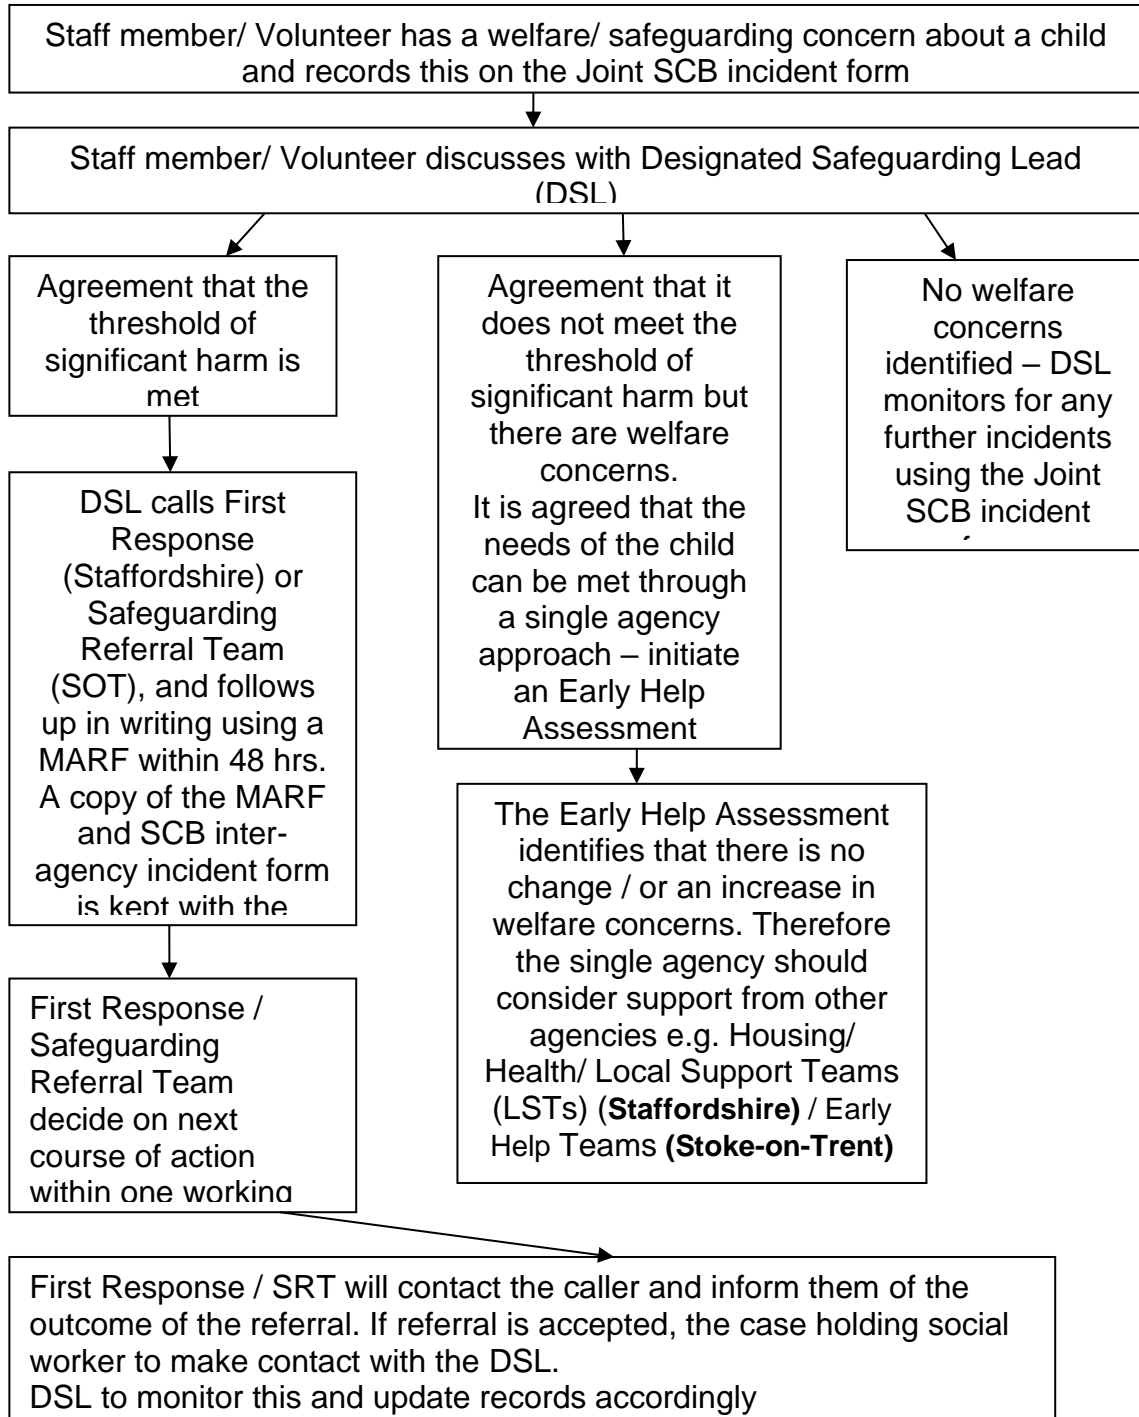 Staff member/ Volunteer has a welfare/ safeguarding concern about a child
and records this on the Joint SCB incident form
Staff member/ Volunteer discusses with Designated Safeguarding Lead
(DSL)
Agreement that the
threshold of
significant harm is
met
DSL calls First
Response
(Staffordshire) or
Safeguarding
Referral Team
(SOT), and follows
up in writing using a
MARF within 48 hrs.
A copy of the MARF
and SCB inter-
agency incident form
is kept with the
First Response /
Safeguarding
Referral Team
decide on next
course of action
within one working
Agreement that it
does not meet the
threshold of
significant harm but
there are welfare
concerns.
It is agreed that the
needs of the child
can be met through
a single agency
approach – initiate
an Early Help
Assessment
The Early Help Assessment
identifies that there is no
change / or an increase in
welfare concerns. Therefore
the single agency should
consider support from other
agencies e.g. Housing/
Health/ Local Support Teams
(LSTs) (Staffordshire) / Early
Help Teams (Stoke-on-Trent)
No welfare
concerns
identified – DSL
monitors for any
further incidents
using the Joint
SCB incident
First Response / SRT will contact the caller and inform them of the
outcome of the referral. If referral is accepted, the case holding social
worker to make contact with the DSL.
DSL to monitor this and update records accordingly